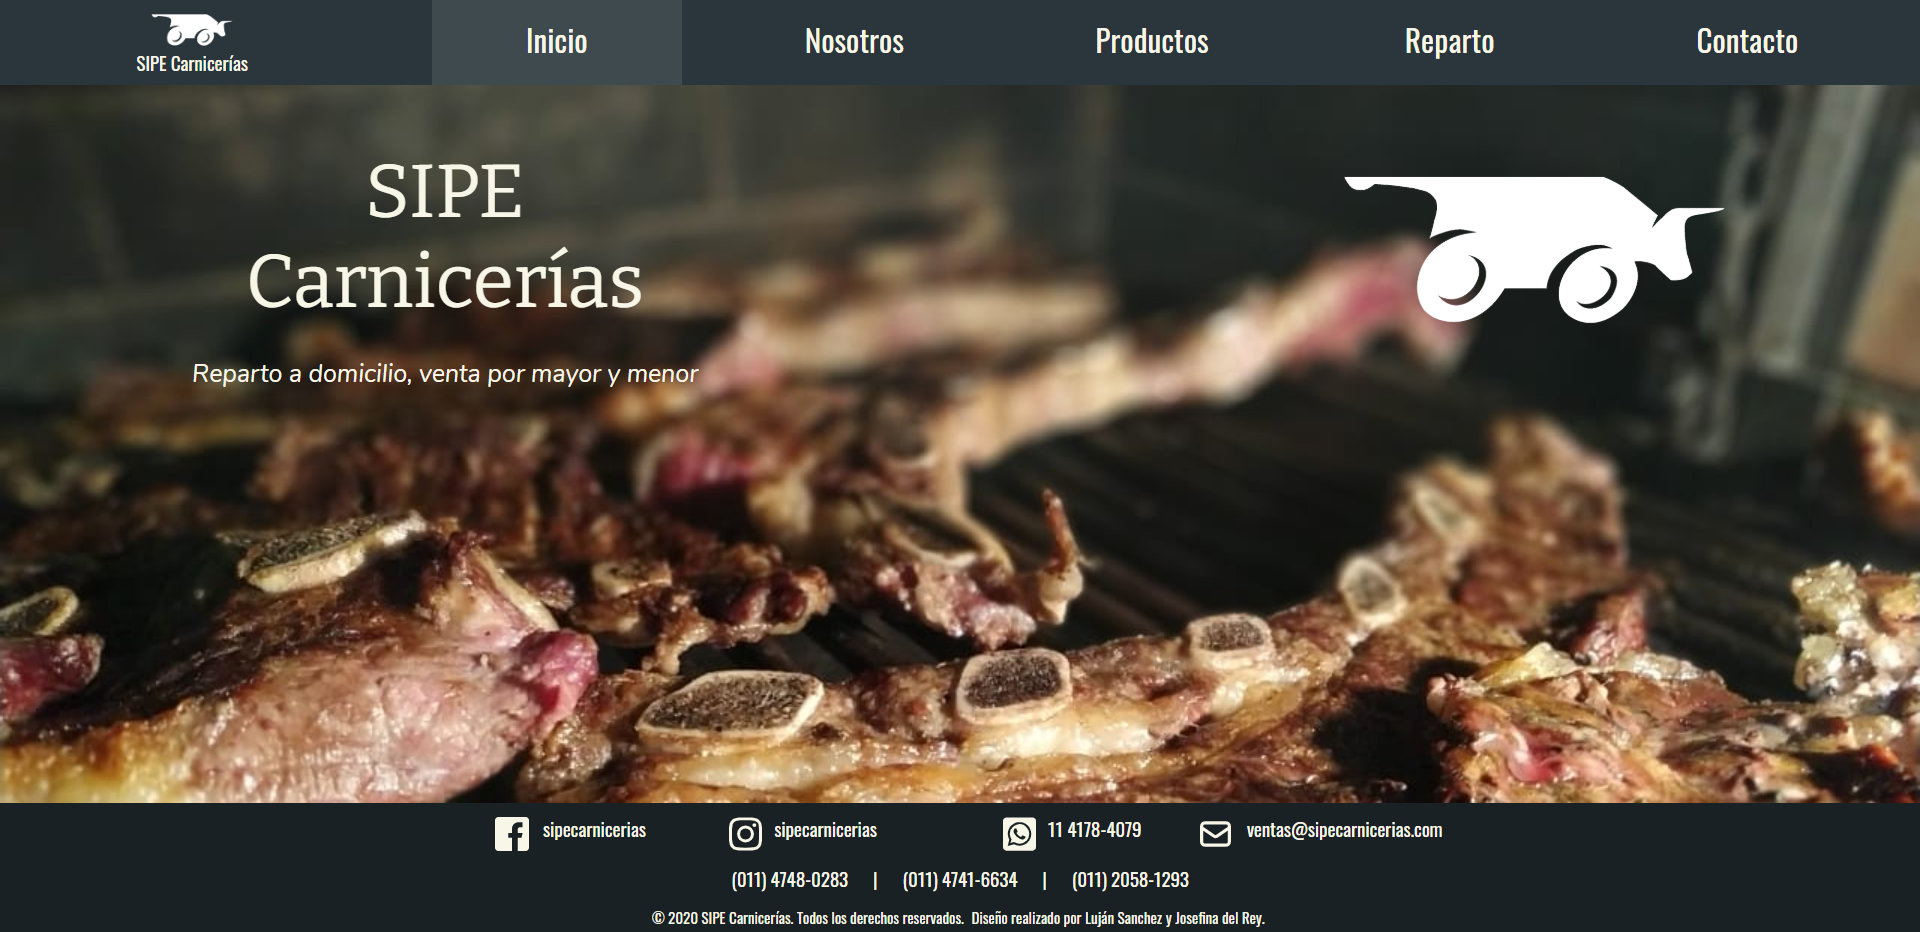 SIPE Carnicerías
Inicio
Nosotros
Productos
Reparto
Contacto
SIPE
Carnicerías
Reparto a domicilio, venta por mayor y menor
sipecarnicerias
sipecarnicerias
11 4178-4079
ventas@sipecarnicerias.com
(011) 4748-0283 | (011) 4741-6634 | (011) 2058-1293
© 2020 SIPE Carnicerías. Todos los derechos reservados. Diseño realizado por Luján Sanchez y Josefina del Rey.